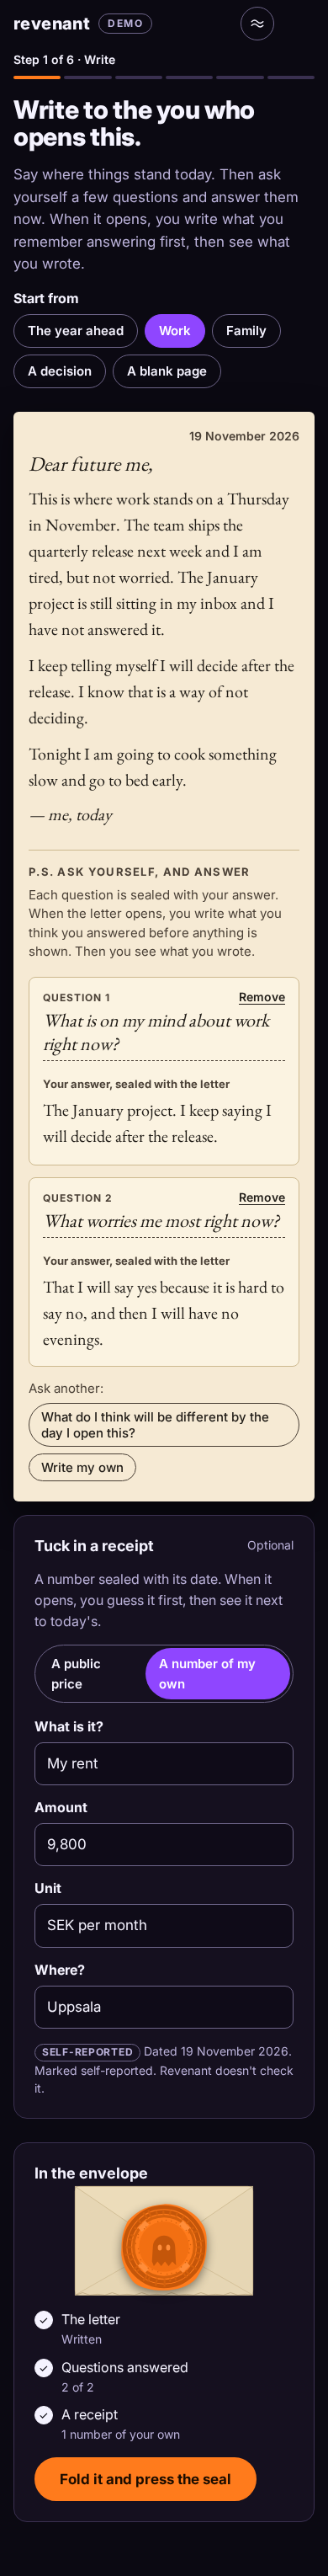 revenant DEMO
Step 1 of 6 · Write
Write to the you who
opens this.
Say where things stand today. Then ask
yourself a few questions and answer them
now. When it opens, you write what you
remember answering first, then see what
you wrote.
Start from
The year ahead Work Family
A decision A blank page
19 November 2026
Dear future me,
This is where work stands on a Thursday
in November. The team ships the
quarterly release next week and I am
tired, but not worried. The January
project is still sitting in my inbox and I
have not answered it.
I keep telling myself I will decide after the
release. I know that is a way of not
deciding.
Tonight I am going to cook something
slow and go to bed early.
— me, today
P.S. ASK YOURSELF, AND ANSWER
Each question is sealed with your answer.
When the letter opens, you write what you
think you answered before anything is
shown. Then you see what you wrote.
QUESTION 1 Remove
What is on my mind about work
right now?
Your answer, sealed with the letter
The January project. I keep saying I
will decide after the release.
QUESTION 2 Remove
What worries me most right now?
Your answer, sealed with the letter
That I will say yes because it is hard to
say no, and then I will have no
evenings.
Ask another:
What do I think will be different by the
day I open this?
Write my own
Tuck in a receipt Optional
A number sealed with its date. When it
opens, you guess it first, then see it next
to today's.
A public
price
A number of my
own
What is it?
My rent
Amount
9,800
Unit
SEK per month
Where?
Uppsala
SELF-REPORTED Dated 19 November 2026.
Marked self-reported. Revenant doesn't check
it.
In the envelope
The letter
Written
Questions answered
2 of 2
A receipt
1 number of your own
Fold it and press the seal